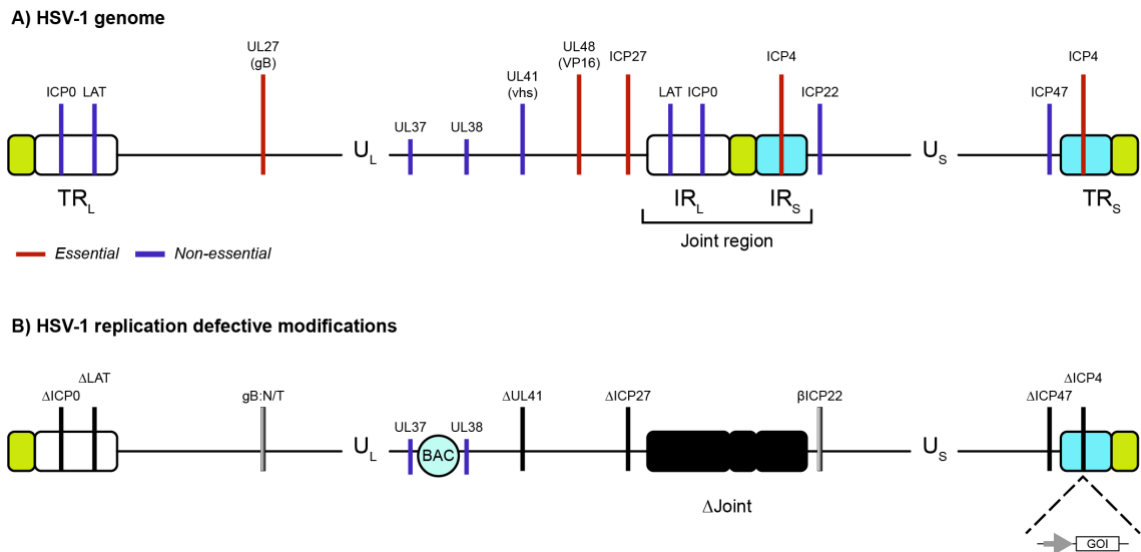 A) HSV-1 genome
UL27
(gB)
UL48
(VP16)
ICP27
ICP4
ICP4
UL41
(vhs)
ICP0
LAT
LAT
ICP0
ICP22
ICP47
UL37
UL38
UL
US
TRL
IRL
IRS
TRS
Joint region
Essential
Non-essential
B) HSV-1 replication defective modifications
ΔLAT
ΔICP4
ΔICP0
gB:N/T
ΔUL41
ΔICP27
βICP22
ΔICP47
UL37
UL38
UL
BAC
US
ΔJoint
GOI